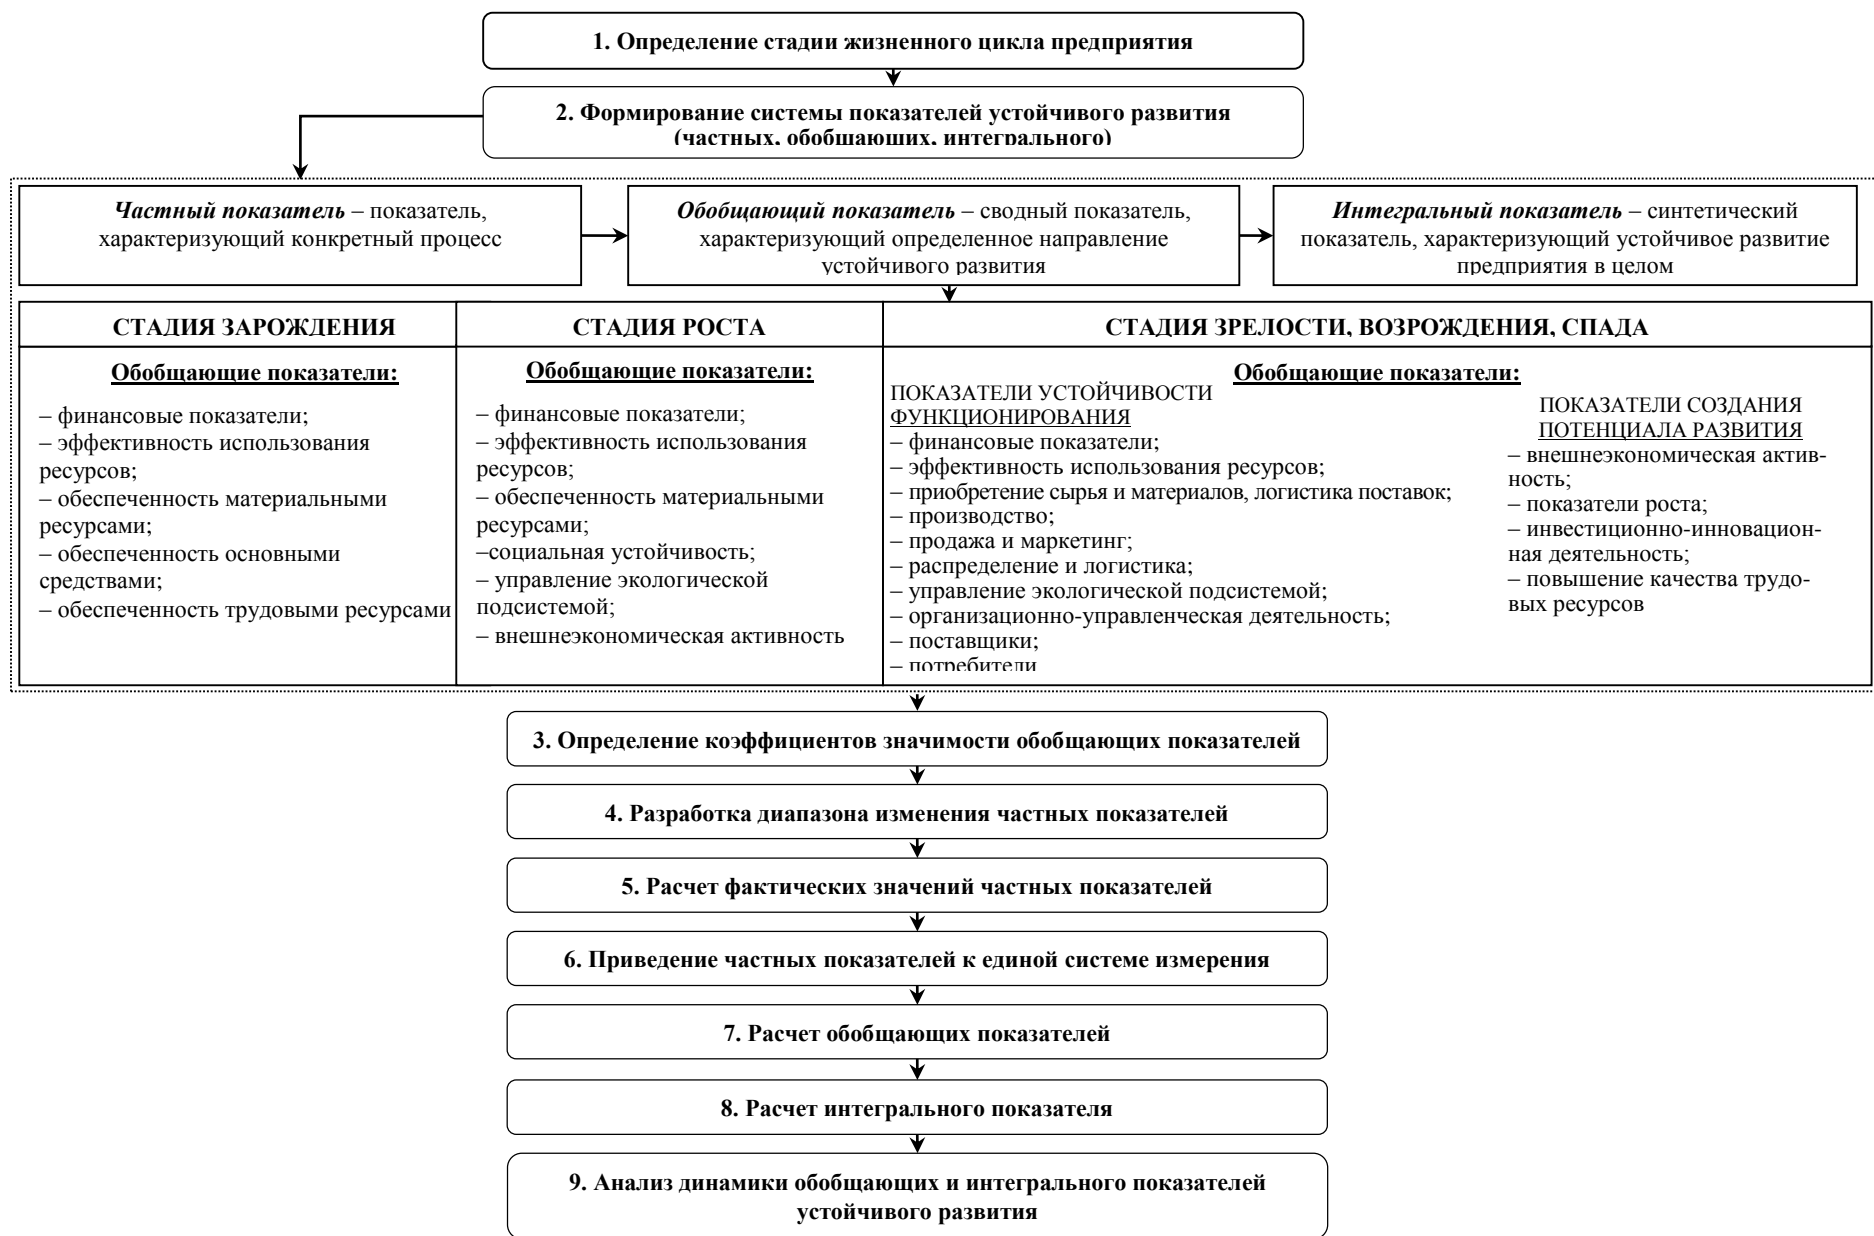 1. Определение стадии жизненного цикла предприятия
2. Формирование системы показателей устойчивого развития
(частных, обобщающих, интегрального)
Частный показатель – показатель,
характеризующий конкретный процесс
Обобщающий показатель – сводный показатель,
характеризующий определенное направление
устойчивого развития
Интегральный показатель – синтетический
показатель, характеризующий устойчивое развитие
предприятия в целом
СТАДИЯ ЗАРОЖДЕНИЯ
Обобщающие показатели:
– финансовые показатели;
– эффективность использования
ресурсов;
– обеспеченность материальными
ресурсами;
– обеспеченность основными
средствами;
– обеспеченность трудовыми ресурсами
СТАДИЯ РОСТА
Обобщающие показатели:
– финансовые показатели;
– эффективность использования
ресурсов;
– обеспеченность материальными
ресурсами;
–социальная устойчивость;
– управление экологической
подсистемой;
– внешнеэкономическая активность
СТАДИЯ ЗРЕЛОСТИ, ВОЗРОЖДЕНИЯ, СПАДА
Обобщающие показатели:
ПОКАЗАТЕЛИ УСТОЙЧИВОСТИ
ФУНКЦИОНИРОВАНИЯ
– финансовые показатели;
– эффективность использования ресурсов;
– приобретение сырья и материалов, логистика поставок;
– производство;
– продажа и маркетинг;
– распределение и логистика;
– управление экологической подсистемой;
– организационно-управленческая деятельность;
– поставщики;
– потребители
ПОКАЗАТЕЛИ СОЗДАНИЯ
ПОТЕНЦИАЛА РАЗВИТИЯ
– внешнеэкономическая актив-
ность;
– показатели роста;
– инвестиционно-инновацион-
ная деятельность;
– повышение качества трудо-
вых ресурсов
3. Определение коэффициентов значимости обобщающих показателей
4. Разработка диапазона изменения частных показателей
5. Расчет фактических значений частных показателей
6. Приведение частных показателей к единой системе измерения
7. Расчет обобщающих показателей
8. Расчет интегрального показателя
9. Анализ динамики обобщающих и интегрального показателей
устойчивого развития